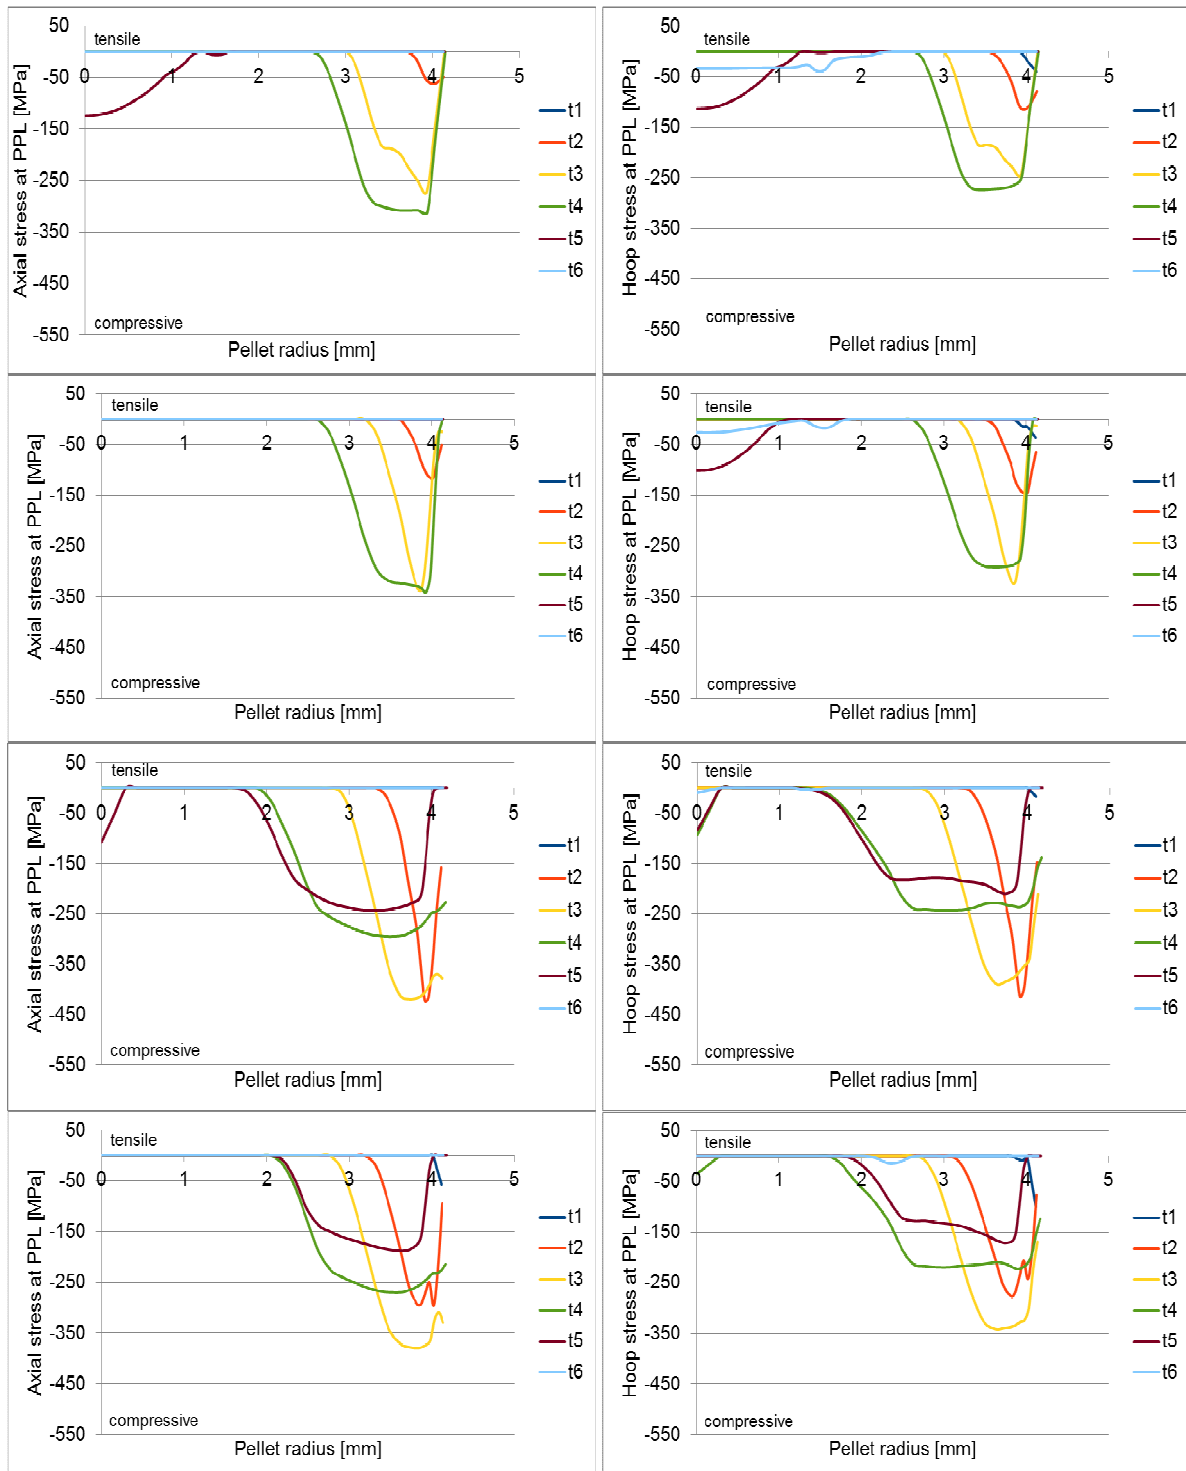 50
tensile
0 1 2 3 4 5
-50
-150
-250
-350
-450
-550
compressive
Axial stress at PPL [MPa]
Pellet radius [mm]
t1
t2
t3
t4
t5
t6
50
tensile
0 1 2 3 4 5
-50
-150
-250
-350
-450
-550
compressive
Hoop stress at PPL [MPa]
Pellet radius [mm]
t1
t2
t3
t4
t5
t6
50
tensile
0 1 2 3 4 5
-50
-150
-250
-350
-450
-550
compressive
Axial stress at PPL [MPa]
Pellet radius [mm]
t1
t2
t3
t4
t5
t6
50
tensile
0 1 2 3 4 5
-50
-150
-250
-350
-450
-550
compressive
Hoop stress at PPL [MPa]
Pellet radius [mm]
t1
t2
t3
t4
t5
t6
50
tensile
0 1 2 3 4 5
-50
-150
-250
-350
-450
-550
compressive
Axial stress at PPL [MPa]
Pellet radius [mm]
t1
t2
t3
t4
t5
t6
50
tensile
0 1 2 3 4 5
-50
-150
-250
-350
-450
-550
compressive
Hoop stress at PPL [MPa]
Pellet radius [mm]
t1
t2
t3
t4
t5
t6
50
tensile
0 1 2 3 4 5
-50
-150
-250
-350
-450
-550
compressive
Axial stress at PPL [MPa]
Pellet radius [mm]
t1
t2
t3
t4
t5
t6
50
tensile
0 1 2 3 4 5
-50
-150
-250
-350
-450
-550
compressive
Hoop stress at PPL [MPa]
Pellet radius [mm]
t1
t2
t3
t4
t5
t6